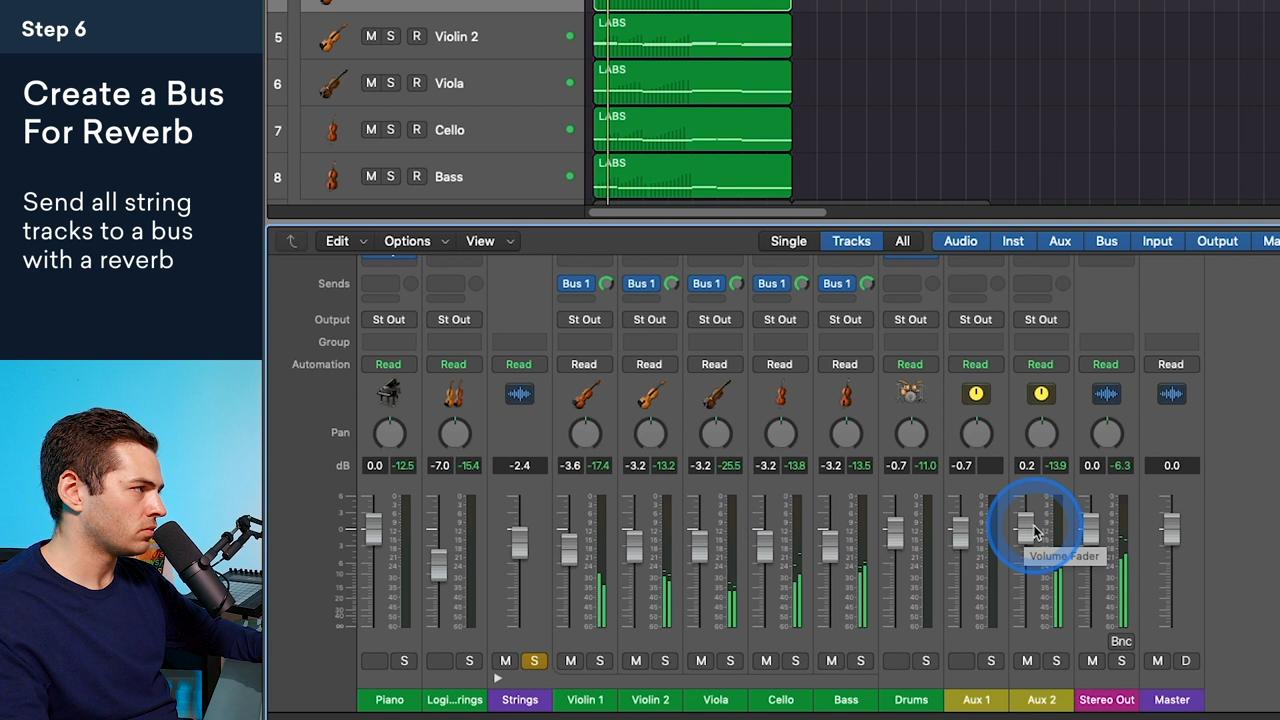 Step 6
Create a Bus
For Reverb
Send all string
tracks to a bus
with a reverb
LABS
5 M S R Violin 2 LABS
6 M S R Viola LABS
7 M S R Cello LABS
8 M S R Bass LABS
Edit Options View Single Tracks All Audio Inst Aux Bus Input Output Ma
Sends Bus 1 Bus 1 Bus 1 Bus 1 Bus 1
Output St Out St Out St Out St Out St Out St Out St Out St Out St Out St Out
Group
Automation Read Read Read Read Read Read Read Read Read Read Read Read Read
Pan
dB 0.0 -12.5 -7.0 -15.4 -2.4 -3.6 -17.4 -3.2 -13.2 -3.2 -25.5 -3.2 -13.8 -3.2 -13.5 -0.7 -11.0 -0.7 0.2 -13.9 0.0 -6.3 0.0
Volume Fader
Bnc
S S M S M S M S M S M S M S S S M S M S M D
Piano Logi...rings Strings Violin 1 Violin 2 Viola Cello Bass Drums Aux 1 Aux 2 Stereo Out Master